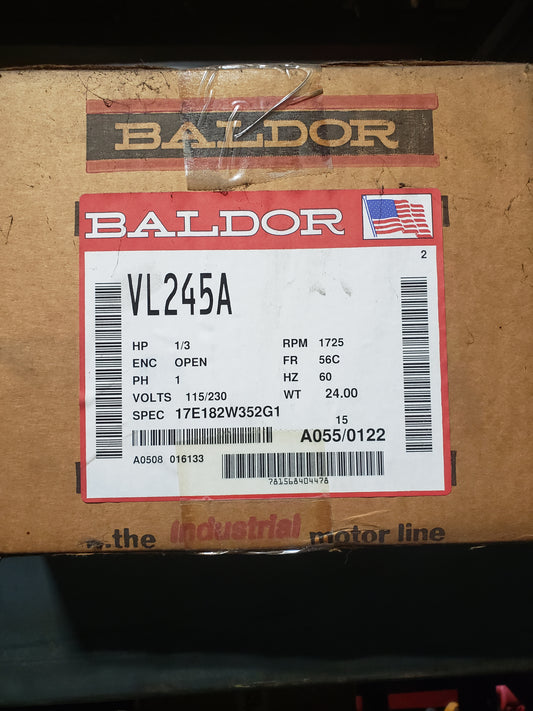 BALDOR
BALDOR
2
VL245A
HP 1/3 RPM 1725
ENC OPEN FR 56C
PH 1 HZ 60
VOLTS 115/230 WT 24.00
SPEC 17E182W352G1
15
A055/0122
A0508 016133
781568404478
...the industrial motor line